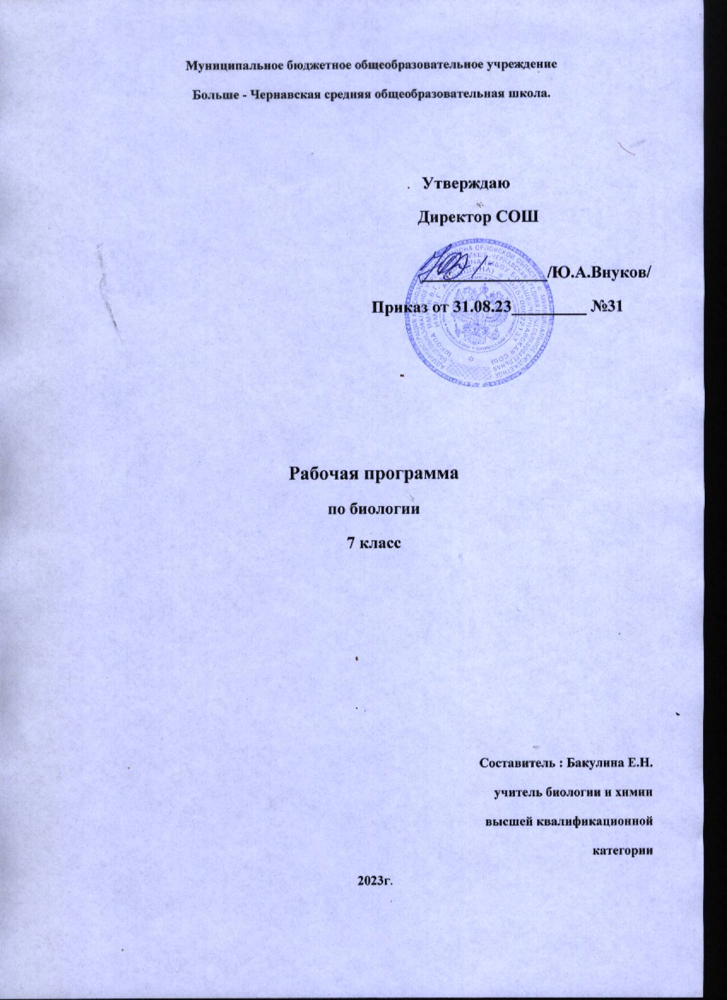 Муниципальное бюджетное общеобразовательное учреждение
Больше - Чернавская средняя общеобразовательная школа.
Утверждаю
Директор СОШ
/Ю.А.Внуков/
Приказ от 31.08.23_________ №31
Рабочая программа
по биологии
7 класс
Составитель : Бакулина Е.Н.
учитель биологии и химии
высшей квалификационной
категории
2023г.